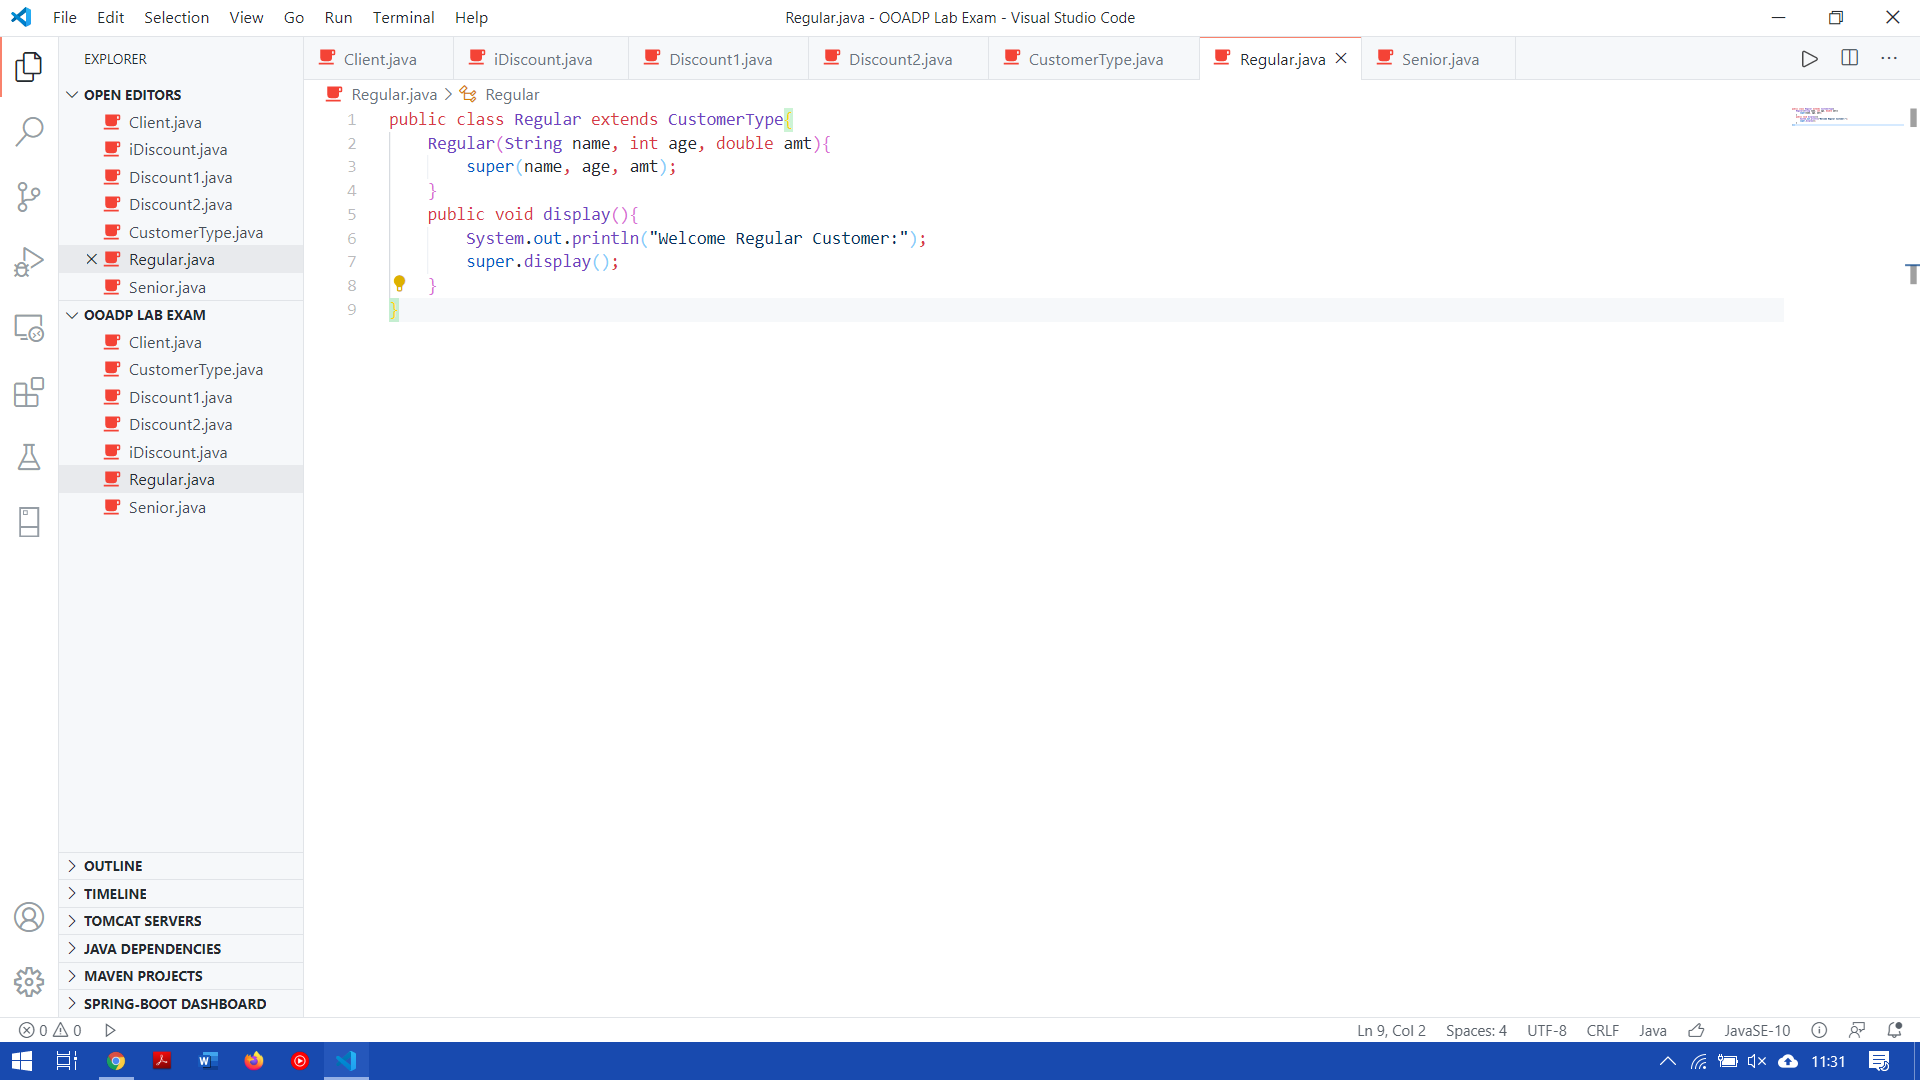 File Edit Selection View Go Run Terminal Help
Regular.java - OOADP Lab Exam - Visual Studio Code
EXPLORER
OPEN EDITORS
Client.java
iDiscount.java
Discount1.java
Discount2.java
CustomerType.java
Regular.java
Senior.java
OOADP LAB EXAM
Client.java
CustomerType.java
Discount1.java
Discount2.java
iDiscount.java
Regular.java
Senior.java
OUTLINE
TIMELINE
TOMCAT SERVERS
JAVA DEPENDENCIES
MAVEN PROJECTS
SPRING-BOOT DASHBOARD
Client.java iDiscount.java Discount1.java Discount2.java CustomerType.java Regular.java Senior.java
Regular.java > Regular
1 public class Regular extends CustomerType{
2     Regular(String name, int age, double amt){
3         super(name, age, amt);
4     }
5     public void display(){
6         System.out.println("Welcome Regular Customer:");
7         super.display();
8     }
9 }
0 0 Ln 9, Col 2 Spaces: 4 UTF-8 CRLF Java JavaSE-10
11:31